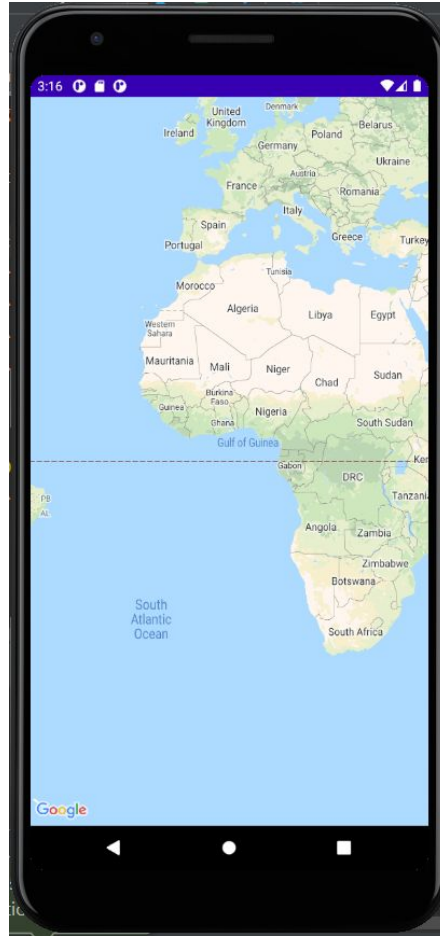 3:16
United
Kingdom
Denmark
Ireland
Belarus
Poland
Germany
Ukraine
Austria
France
Romania
Italy
Spain
Greece
Turkey
Portugal
Tunisia
Morocco
Algeria
Libya
Egypt
Western
Sahara
Mauritania
Mali
Niger
Chad
Sudan
Burkina
Faso
Guinea
Nigeria
Ghana
South Sudan
Gulf of Guinea
Ken
Gabon
DRC
PB
AL
Tanzani
Angola
Zambia
Zimbabwe
Botswana
South
Atlantic
Ocean
South Africa
Google